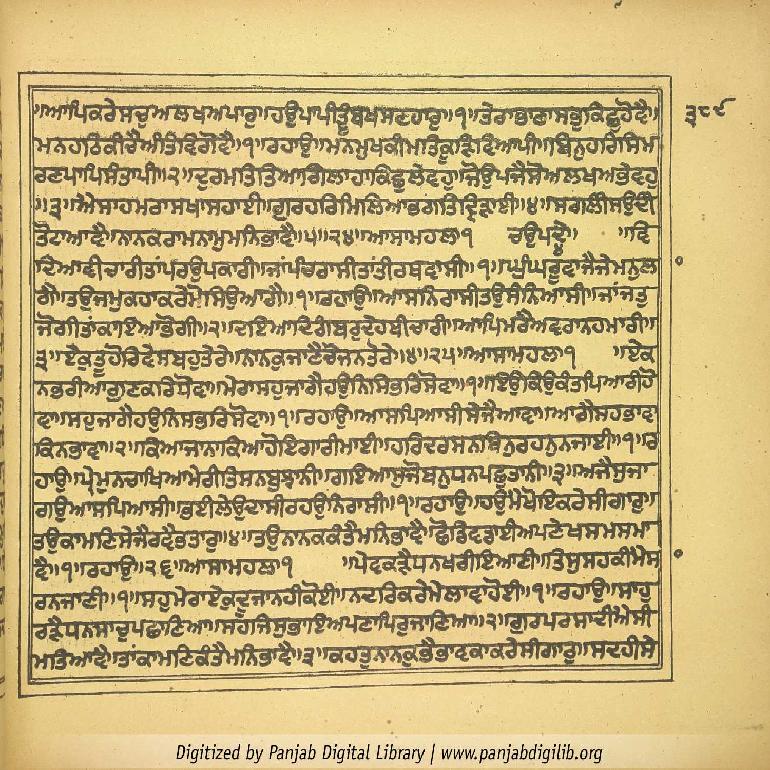 ੩੮੯
॥ਆਪਿਕਰੇਸਚੁਅਲਖਅਪਾਰੁ॥ਹਉਪਾਪੀਤੂੰਬਖਸਣਹਾਰੁ॥੧॥ਤੇਰਾਭਾਣਾਸਭੁਕਿਛੁਹੋਵੈ॥
ਮਨਹਠਿਕੀਚੈਅੰਤਿਵਿਗੋਵੈ॥੧॥ਰਹਾਉ॥ਮਨਮੁਖਕੀਮਤਿਕੂੜਿਵਿਆਪੀ॥ਬਿਨੁਹਰਿਸਿਮ
ਰਣਪਾਪਿਸੰਤਾਪੀ॥੨॥ਦੁਰਮਤਿਤਿਆਗਿਲਾਹਾਕਿਛੁਲੇਵਹੁ॥ਜੋਉਪਜੈਸੋਅਲਖਅਭੇਵਹੁ
॥੩॥ਐਸਾਹਮਰਾਸਖਾਸਹਾਈ॥ਗੁਰਹਰਿਮਿਲਿਆਭਗਤਿਦ੍ਰਿੜਾਈ॥੪॥ਸਗਲੀਸਉਦੀ
ਤੋਟਾਆਵੈ॥ਨਾਨਕਰਾਮਨਾਮੁਮਨਿਭਾਵੈ॥੫॥੨੪॥ਆਸਾਮਹਲਾ੧ ਚਉਪਦੇ॥ ॥ਵਿ
ਦਿਆਵੀਚਾਰੀਤਾਂਪਰਉਪਕਾਰੀ॥ਜਾਂਪੰਚਰਾਸੀਤਾਂਤੀਰਥਵਾਸੀ॥੧॥ਘੁੰਘਰੂਵਾਜੈਜੇਮਨੁਲਾ
ਗੈ॥ਤਉਜਮੁਕਹਾਕਰੇਮੋਸਿਉਆਗੈ॥੧॥ਰਹਾਉ॥ਆਸਨਿਰਾਸੀਤਉਸੰਨਿਆਸੀ॥ਜਾਂਜਤੁ
ਜੋਗੀਤਾਂਕਾਇਆਭੋਗੀ॥੨॥ਦਇਆਦਿਗੰਬਰੁਦੇਹਬੀਚਾਰੀ॥ਆਪਿਮਰੈਅਵਰਾਨਹਮਾਰੀ॥
੩॥ਏਕੁਤੂਹੋਰਿਵੇਸਬਹੁਤੇਰੇ॥ਨਾਨਕੁਜਾਣੈਚੋਜਨਤੇਰੇ॥੪॥੨੫॥ਆਸਾਮਹਲਾ੧ ॥ਏਕ
ਨਭਰੀਆਗੁਣਕਰਿਧੋਵਾ॥ਮੇਰਾਸਹੁਜਾਗੈਹਉਨਿਸਿਭਰਿਸੋਵਾ॥੧॥ਇਉਕਿਉਕੰਤਪਿਆਰੀਹੋ
ਵਾ॥ਸਹੁਜਾਗੈਹਉਨਿਸਭਰਿਸੋਵਾ॥੧॥ਰਹਾਉ॥ਆਸਪਿਆਸੀਸੇਜੈਆਵਾ॥ਆਗੈਸਹਭਾਵਾ
ਕਿਨਭਾਵਾ॥੨॥ਕਿਆਜਾਨਾਕਿਆਹੋਇਗਾਰੀਮਾਈ॥ਹਰਿਦਰਸਨਬਿਨੁਰਹਨੁਨਜਾਈ॥੧॥ਰ
ਹਾਉ॥ਪ੍ਰੇਮੁਨਚਾਖਿਆਮੇਰੀਤਿਸਨਬੁਝਾਨੀ॥ਗਇਆਸੁਜੋਬਨੁਧਨਪਛੁਤਾਨੀ॥੩॥ਅਜੈਸੁਜਾ
ਗਉਆਸਪਿਆਸੀ॥ਭਈਲੇਉਦਾਸੀਰਹਉਨਿਰਾਸੀ॥੧॥ਰਹਾਉ॥ਹਉਮੈਖੋਇਕਰੇਸੀਗਾਰੁ॥
ਤਉਕਾਮਣਿਸੇਜੈਰਵੈਭਤਾਰੁ॥੪॥ਤਉਨਾਨਕਕੰਤੈਮਨਿਭਾਵੈ॥ਛੋਡਿਵਡਾਈਅਪਣੇਖਸਮਸਮਾ
ਵੈ॥੧॥ਰਹਾਉ॥੨੬॥ਆਸਾਮਹਲਾ੧ ॥ਪੇਵਕੜੈਧਨਖਰੀਇਆਣੀ॥ਤਿਸੁਸਹਕੀਮੈਸਾ
ਰਨਜਾਣੀ॥੧॥ਸਹੁਮੇਰਾਏਕੁਦੂਜਾਨਹੀਕੋਈ॥ਨਦਰਿਕਰੇਮੇਲਾਵਾਹੋਈ॥੧॥ਰਹਾਉ॥ਸਾਹੁ
ਰੜੈਧਨਸਾਚੁਪਛਾਣਿਆ॥ਸਹਜਿਸੁਭਾਇਅਪਣਾਪਿਰੁਜਾਣਿਆ॥੨॥ਗੁਰਪਰਸਾਦੀਐਸੀ
ਮਤਿਆਵੈ॥ਤਾਂਕਾਮਣਿਕੰਤੈਮਨਿਭਾਵੈ॥੩॥ਕਹਤੁਨਾਨਕੁਭੈਭਾਵਕਾਕਰੇਸੀਗਾਰੁ॥ਸਦਹੀਸੇ
Digitized by Panjab Digital Library | www.panjabdigilib.org